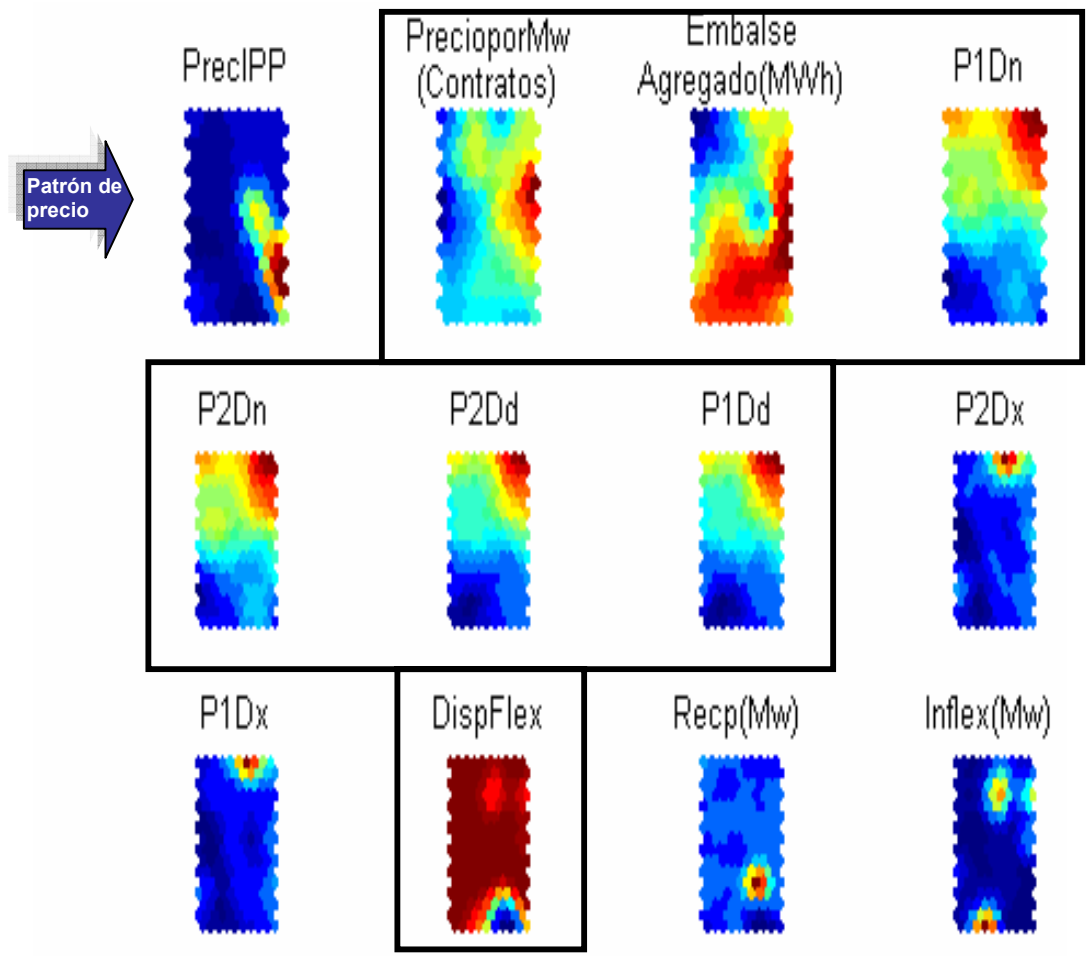 PrecIPP
PrecioporMw
(Contratos)
Embalse
Agregado(MWh)
P1Dn
Patrón de
precio
P2Dn
P2Dd
P1Dd
P2Dx
P1Dx
DispFlex
Recp(Mw)
Inflex(Mw)